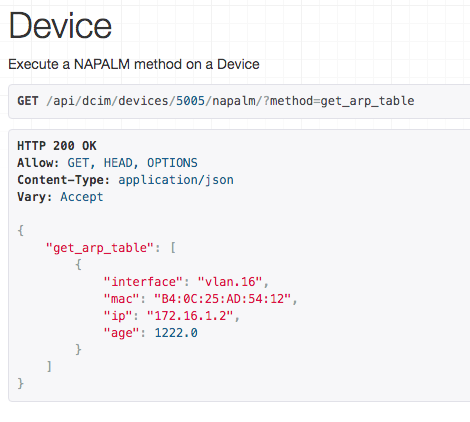 Device
Execute a NAPALM method on a Device
GET /api/dcim/devices/5005/napalm/?method=get_arp_table
HTTP 200 OK
Allow: GET, HEAD, OPTIONS
Content-Type: application/json
Vary: Accept
{
    "get_arp_table": [
        {
            "interface": "vlan.16",
            "mac": "B4:0C:25:AD:54:12",
            "ip": "172.16.1.2",
            "age": 1222.0
        }
    ]
}